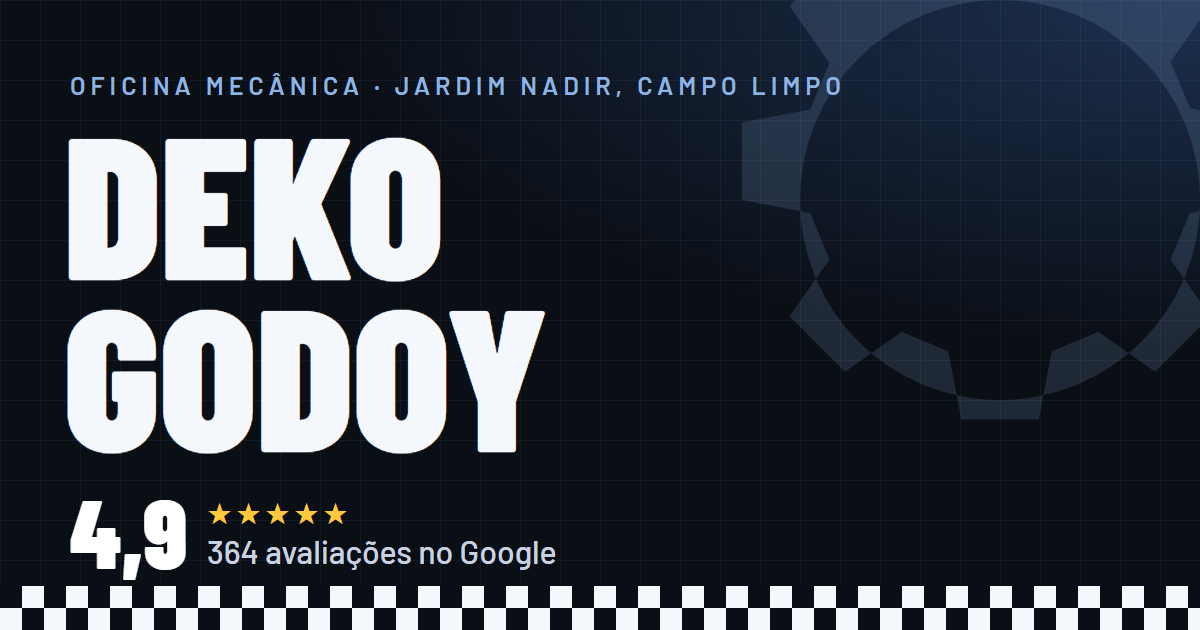 OFICINA MECÂNICA · JARDIM NADIR, CAMPO LIMPO
DEKO
GODOY
4,9 ★★★★★
364 avaliações no Google